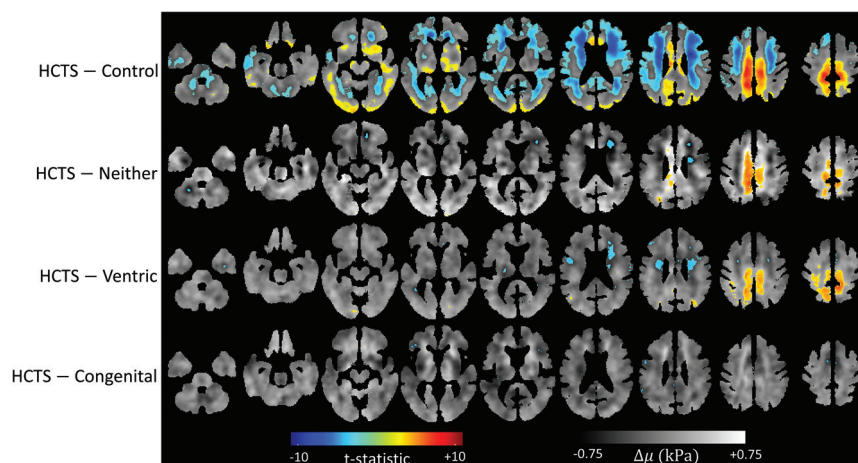 HCTS – Control
HCTS – Neither
HCTS – Ventric
HCTS – Congenital
-10 t-statistic +10
-0.75 Δμ (kPa) +0.75